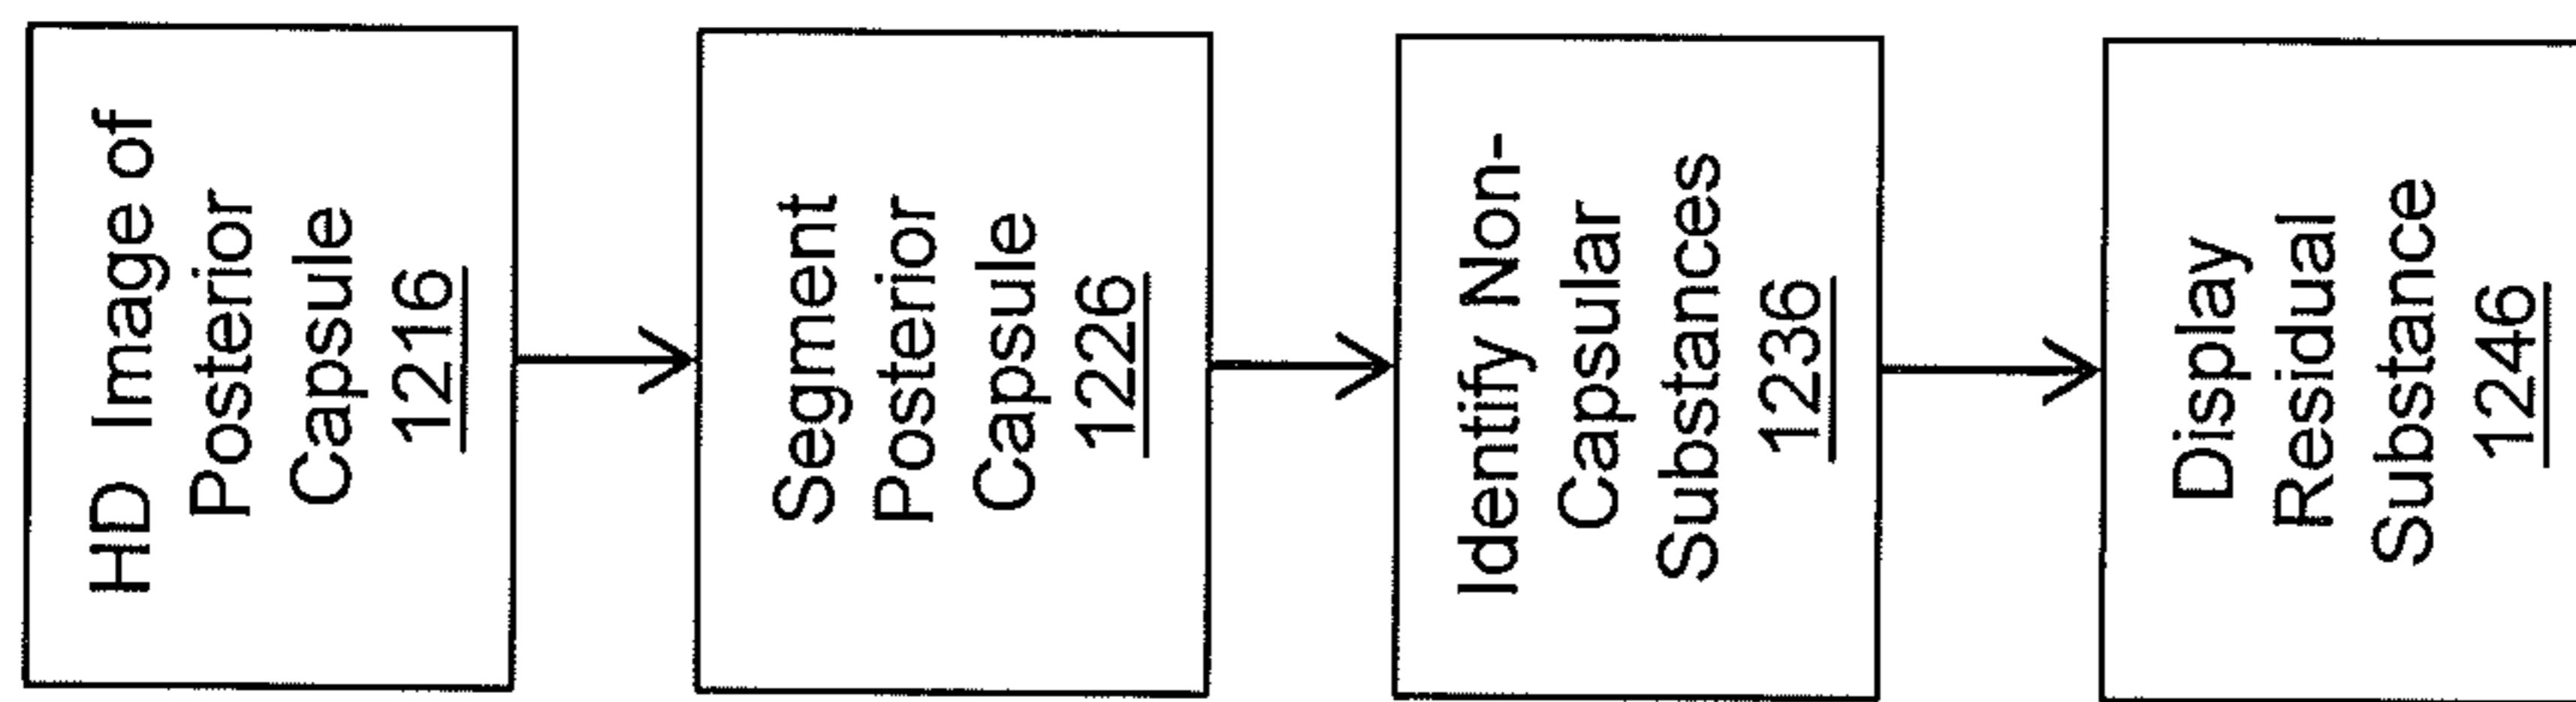 HD Image of
Posterior
Capsule
1216
Segment
Posterior
Capsule
1226
Identify Non-
Capsular
Substances
1236
Display
Residual
Substance
1246